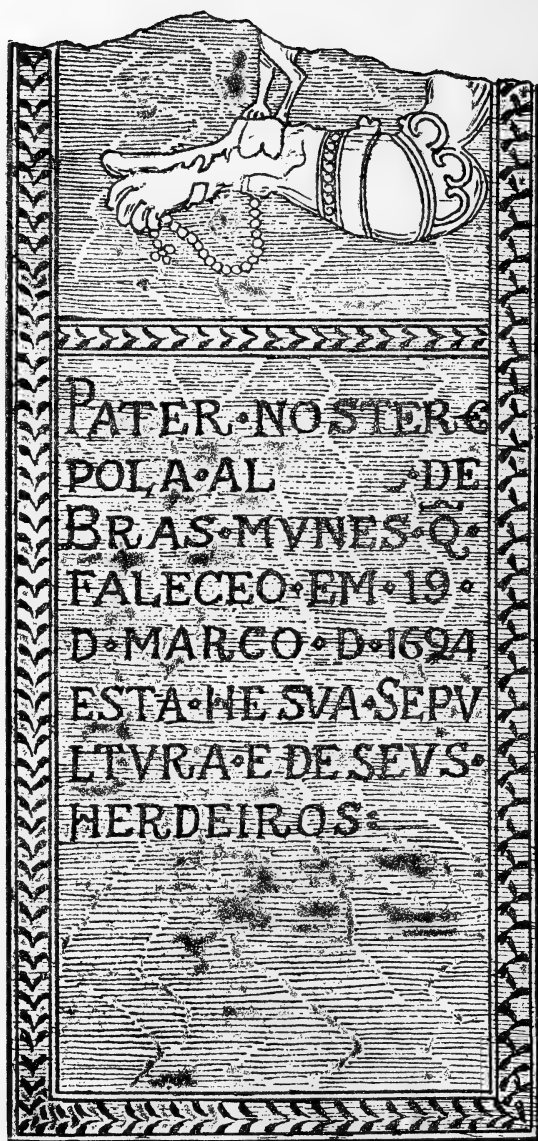 PATER·NOSTER·E
POLA·AL DE
BRAS·MVNES·Q̃·
FALECEO·EM·19·
D·MARCO·D·1624
ESTA·HE SVA·SEPV
LTVRA·E DE SEVS·
HERDEIROS: